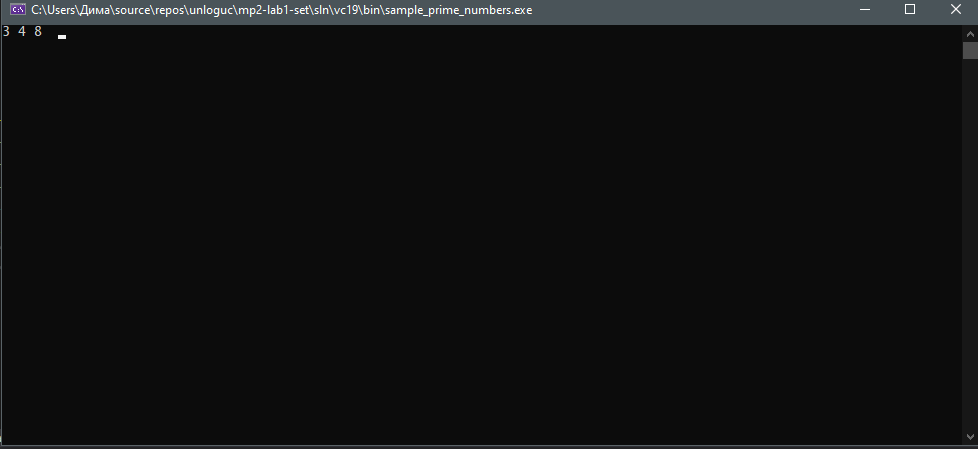 C:\Users\Дима\source\repos\unloguc\mp2-lab1-set\sln\vc19\bin\sample_prime_numbers.exe
3 4 8